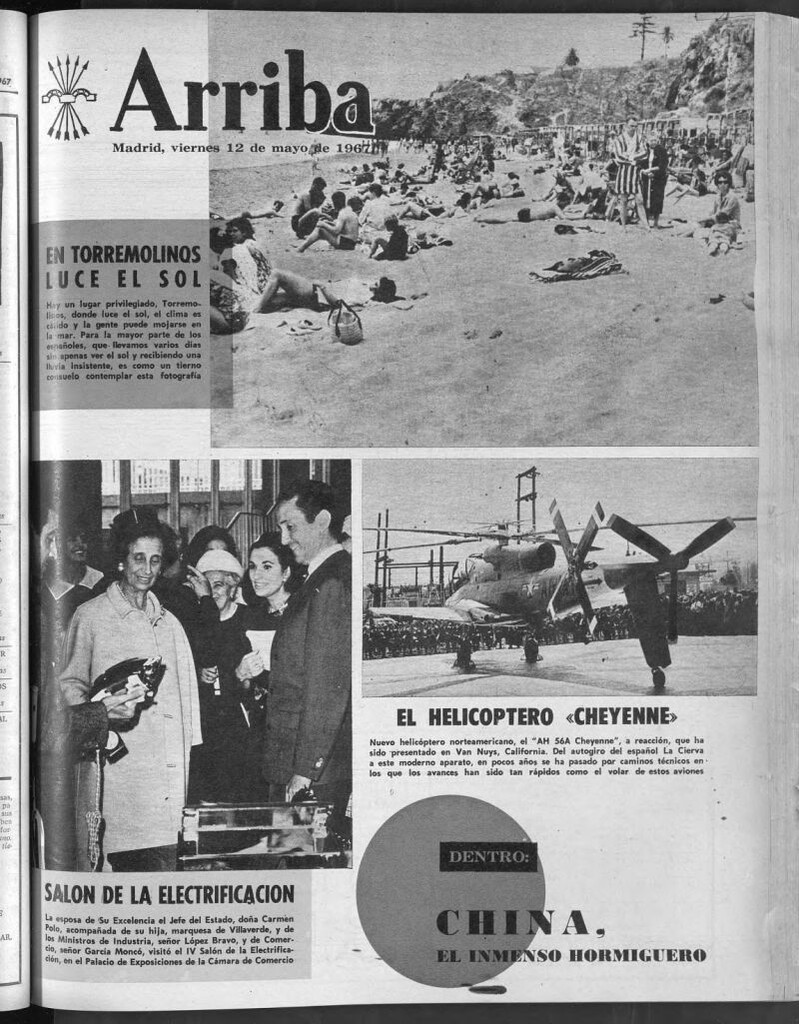 Arriba
Madrid, viernes 12 de mayo de 1967
EN TORREMOLINOS
LUCE EL SOL
Hay un lugar privilegiado, Torremo-
linos, donde luce el sol, el clima es
cálido y la gente puede mojarse en
la mar. Para la mayor parte de los
españoles, que llevamos varios días
sin apenas ver el sol y recibiendo una
lluvia insistente, es como un tierno
consuelo contemplar esta fotografía
EL HELICOPTERO «CHEYENNE»
Nuevo helicóptero norteamericano, el "AH 56A Cheyenne", a reacción, que ha
sido presentado en Van Nuys, California. Del autogiro del español La Cierva
a este moderno aparato, en pocos años se ha pasado por caminos técnicos en
los que los avances han sido tan rápidos como el volar de estos aviones
SALON DE LA ELECTRIFICACION
La esposa de Su Excelencia el Jefe del Estado, doña Carmen
Polo, acompañada de su hija, marquesa de Villaverde, y de
los Ministros de Industria, señor López Bravo, y de Comer-
cio, señor García Moncó, visitó el IV Salón de la Electrifica-
ción, en el Palacio de Exposiciones de la Cámara de Comercio
DENTRO:
CHINA,
EL INMENSO HORMIGUERO